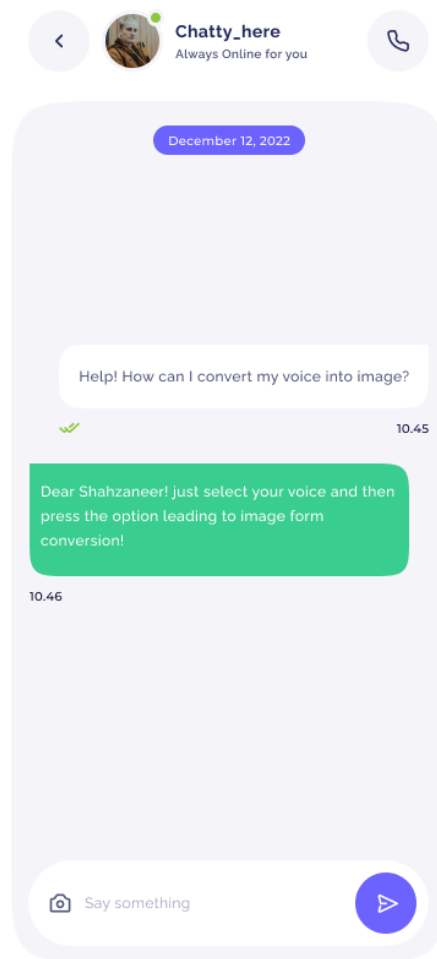 Chatty_here
Always Online for you
December 12, 2022
Help! How can I convert my voice into image?
10.45
Dear Shahzaneer! just select your voice and then
press the option leading to image form
conversion!
10.46
Say something